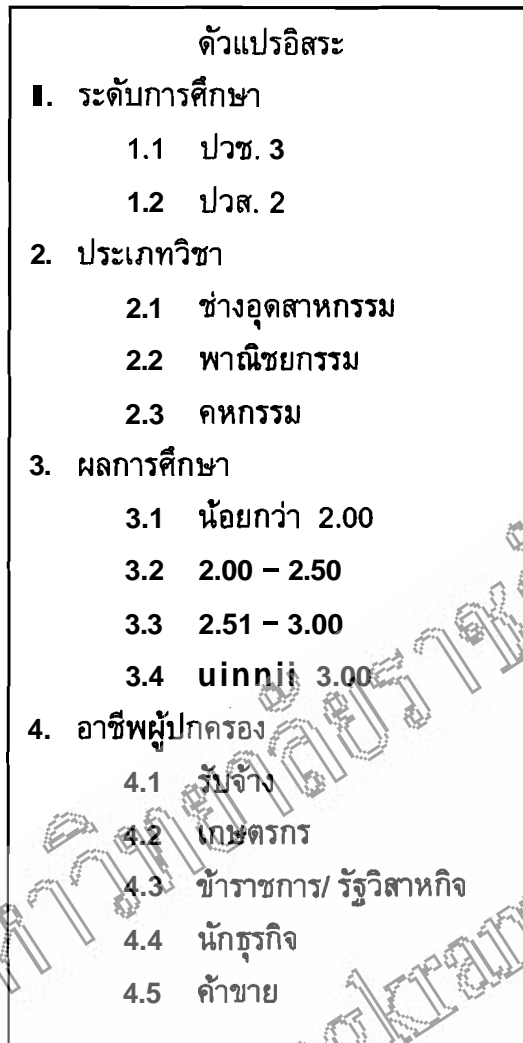 ตัวแปรอิสระ
1. ระดับการศึกษา
1.1 ปวช. 3
1.2 ปวส. 2
2. ประเภทวิชา
2.1 ช่างอุตสาหกรรม
2.2 พาณิชยกรรม
2.3 คหกรรม
3. ผลการศึกษา
3.1 น้อยกว่า 2.00
3.2 2.00 – 2.50
3.3 2.51 – 3.00
3.4 uinnii 3.00
4. อาชีพผู้ปกครอง
4.1 รับจ้าง
4.2 เกษตรกร
4.3 ข้าราชการ/ รัฐวิสาหกิจ
4.4 นักธุรกิจ
4.5 ค้าขาย